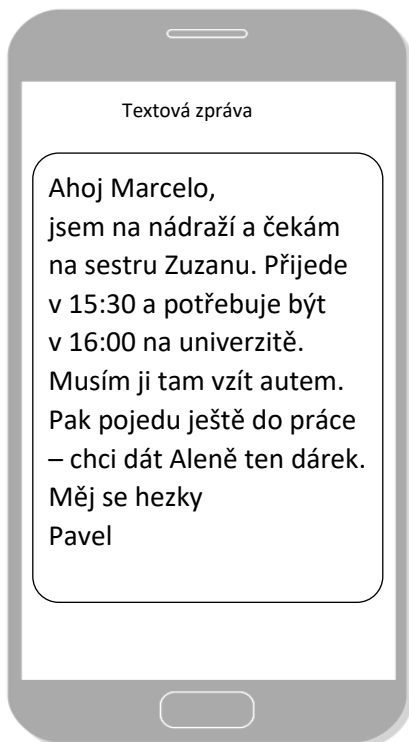 Textová zpráva
Ahoj Marcelo,
jsem na nádraží a čekám
na sestru Zuzanu. Přijede
v 15:30 a potřebuje být
v 16:00 na univerzitě.
Musím ji tam vzít autem.
Pak pojedu ještě do práce
– chci dát Aleně ten dárek.
Měj se hezky
Pavel